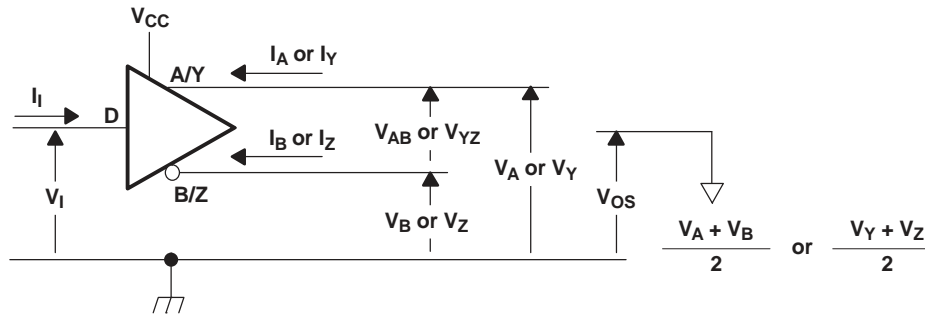 VCC
IA or IY
A/Y
II
D
IB or IZ
VAB or VYZ
VA or VY
VI
B/Z
VOS
VB or VZ
VA + VB
2
or
VY + VZ
2